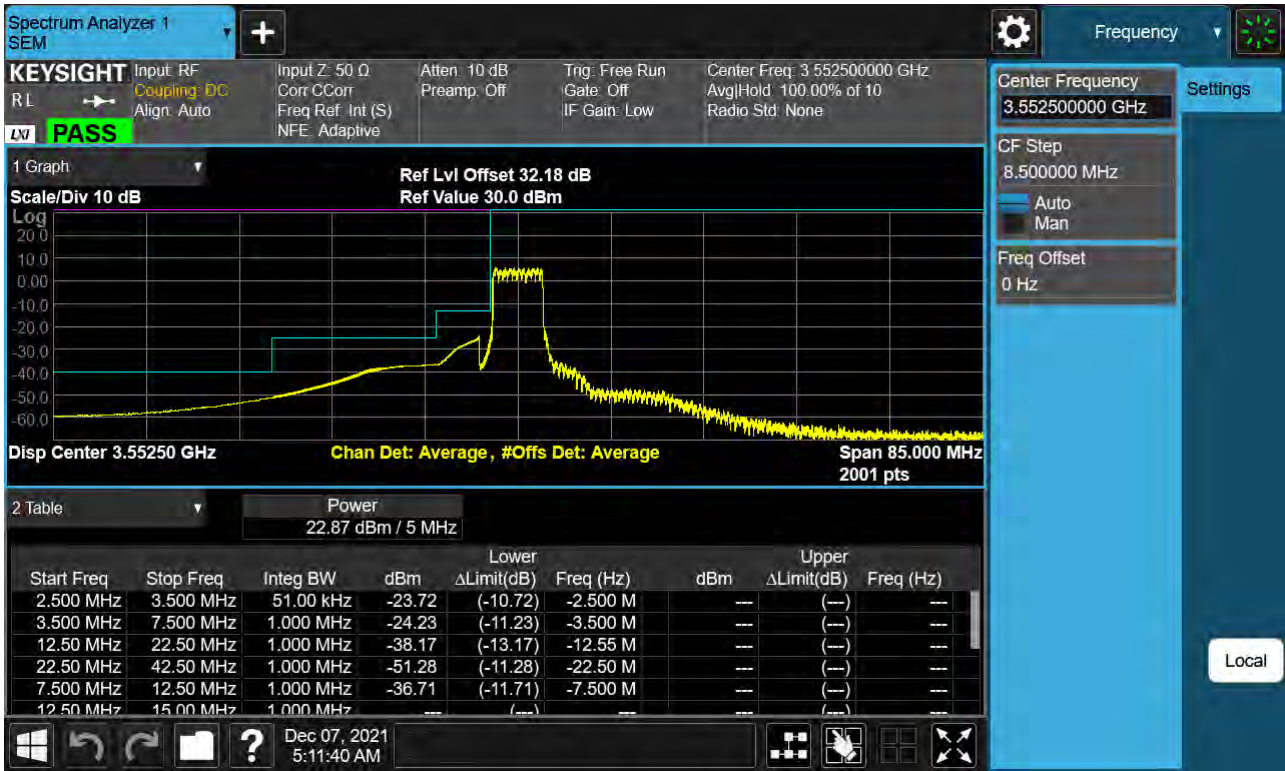 Spectrum Analyzer 1
SEM
+
Frequency
KEYSIGHT
R L
LXI
PASS
Input: RF
Coupling: DC
Align: Auto
Input Z: 50 Ω
Corr CCorr
Freq Ref: Int (S)
NFE: Adaptive
Atten: 10 dB
Preamp: Off
Trig: Free Run
Gate: Off
IF Gain: Low
Center Freq: 3.552500000 GHz
Avg|Hold: 100.00% of 10
Radio Std: None
Center Frequency
3.552500000 GHz
Settings
CF Step
8.500000 MHz
Auto
Man
Freq Offset
0 Hz
Local
1 Graph
Scale/Div 10 dB
Ref Lvl Offset 32.18 dB
Ref Value 30.0 dBm
Log
20.0
10.0
0.00
-10.0
-20.0
-30.0
-40.0
-50.0
-60.0
Disp Center 3.55250 GHz
Chan Det: Average, #Offs Det: Average
Span 85.000 MHz
2001 pts
2 Table
Power
22.87 dBm / 5 MHz
Lower Upper
Start Freq Stop Freq Integ BW dBm ΔLimit(dB) Freq (Hz) dBm ΔLimit(dB) Freq (Hz)
2.500 MHz 3.500 MHz 51.00 kHz -23.72 (-10.72) -2.500 M --- (---) ---
3.500 MHz 7.500 MHz 1.000 MHz -24.23 (-11.23) -3.500 M --- (---) ---
12.50 MHz 22.50 MHz 1.000 MHz -38.17 (-13.17) -12.55 M --- (---) ---
22.50 MHz 42.50 MHz 1.000 MHz -51.28 (-11.28) -22.50 M --- (---) ---
7.500 MHz 12.50 MHz 1.000 MHz -36.71 (-11.71) -7.500 M --- (---) ---
12.50 MHz 15.00 MHz 1.000 MHz --- (---) --- --- (---) ---
?
Dec 07, 2021
5:11:40 AM